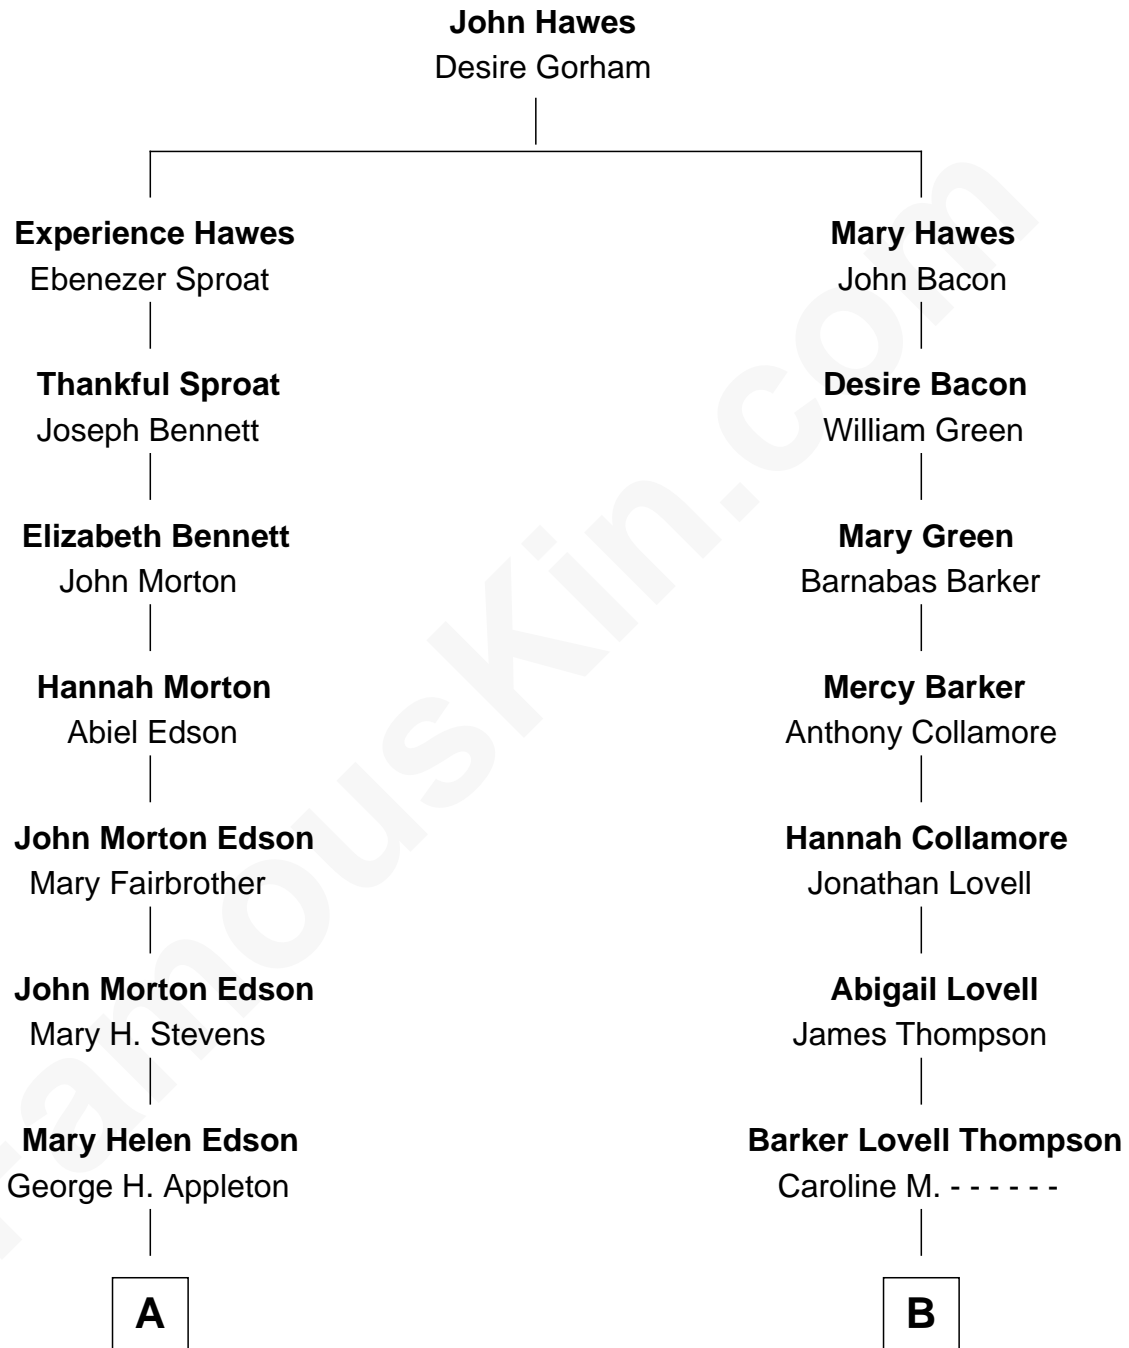 John Hawes
Desire Gorham
Experience Hawes
Ebenezer Sproat
Mary Hawes
John Bacon
Thankful Sproat
Joseph Bennett
Desire Bacon
William Green
Elizabeth Bennett
John Morton
Mary Green
Barnabas Barker
Hannah Morton
Abiel Edson
Mercy Barker
Anthony Collamore
John Morton Edson
Mary Fairbrother
Hannah Collamore
Jonathan Lovell
John Morton Edson
Mary H. Stevens
Abigail Lovell
James Thompson
Mary Helen Edson
George H. Appleton
Barker Lovell Thompson
Caroline M. - - - - - -
A
B
FamousKin.com